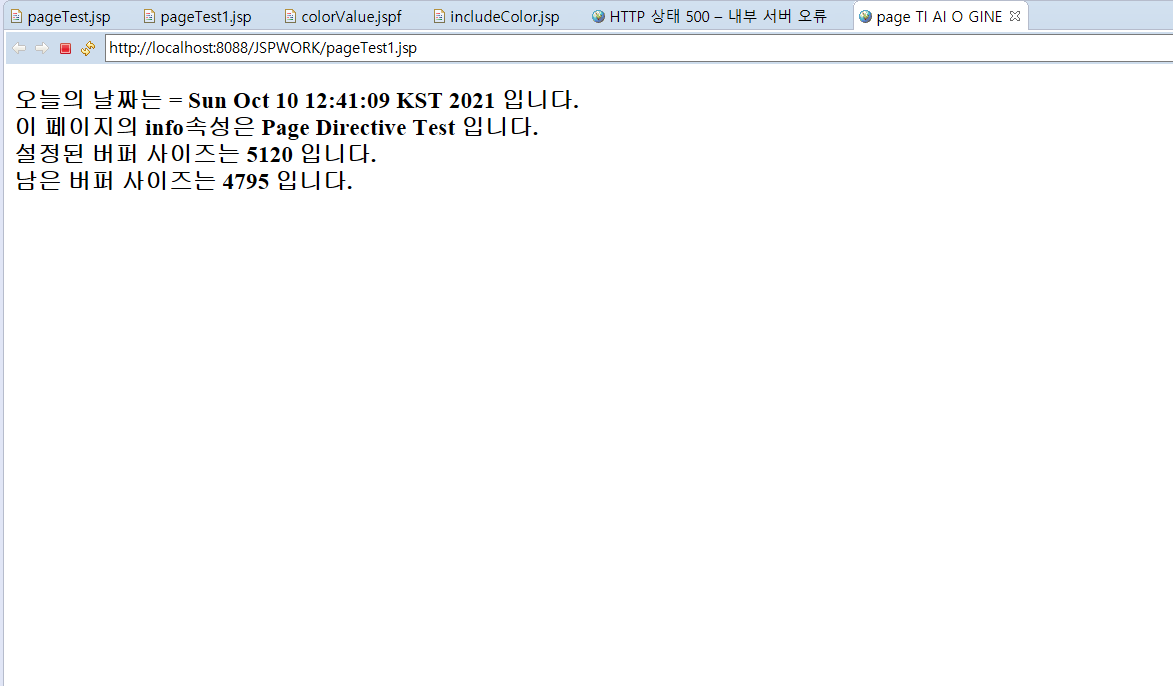 pageTest.jsp pageTest1.jsp colorValue.jspf includeColor.jsp HTTP 상태 500 – 내부 서버 오류 page TI AI O GINE
http://localhost:8088/JSPWORK/pageTest1.jsp
오늘의 날짜는 = Sun Oct 10 12:41:09 KST 2021 입니다.
이 페이지의 info속성은 Page Directive Test 입니다.
설정된 버퍼 사이즈는 5120 입니다.
남은 버퍼 사이즈는 4795 입니다.